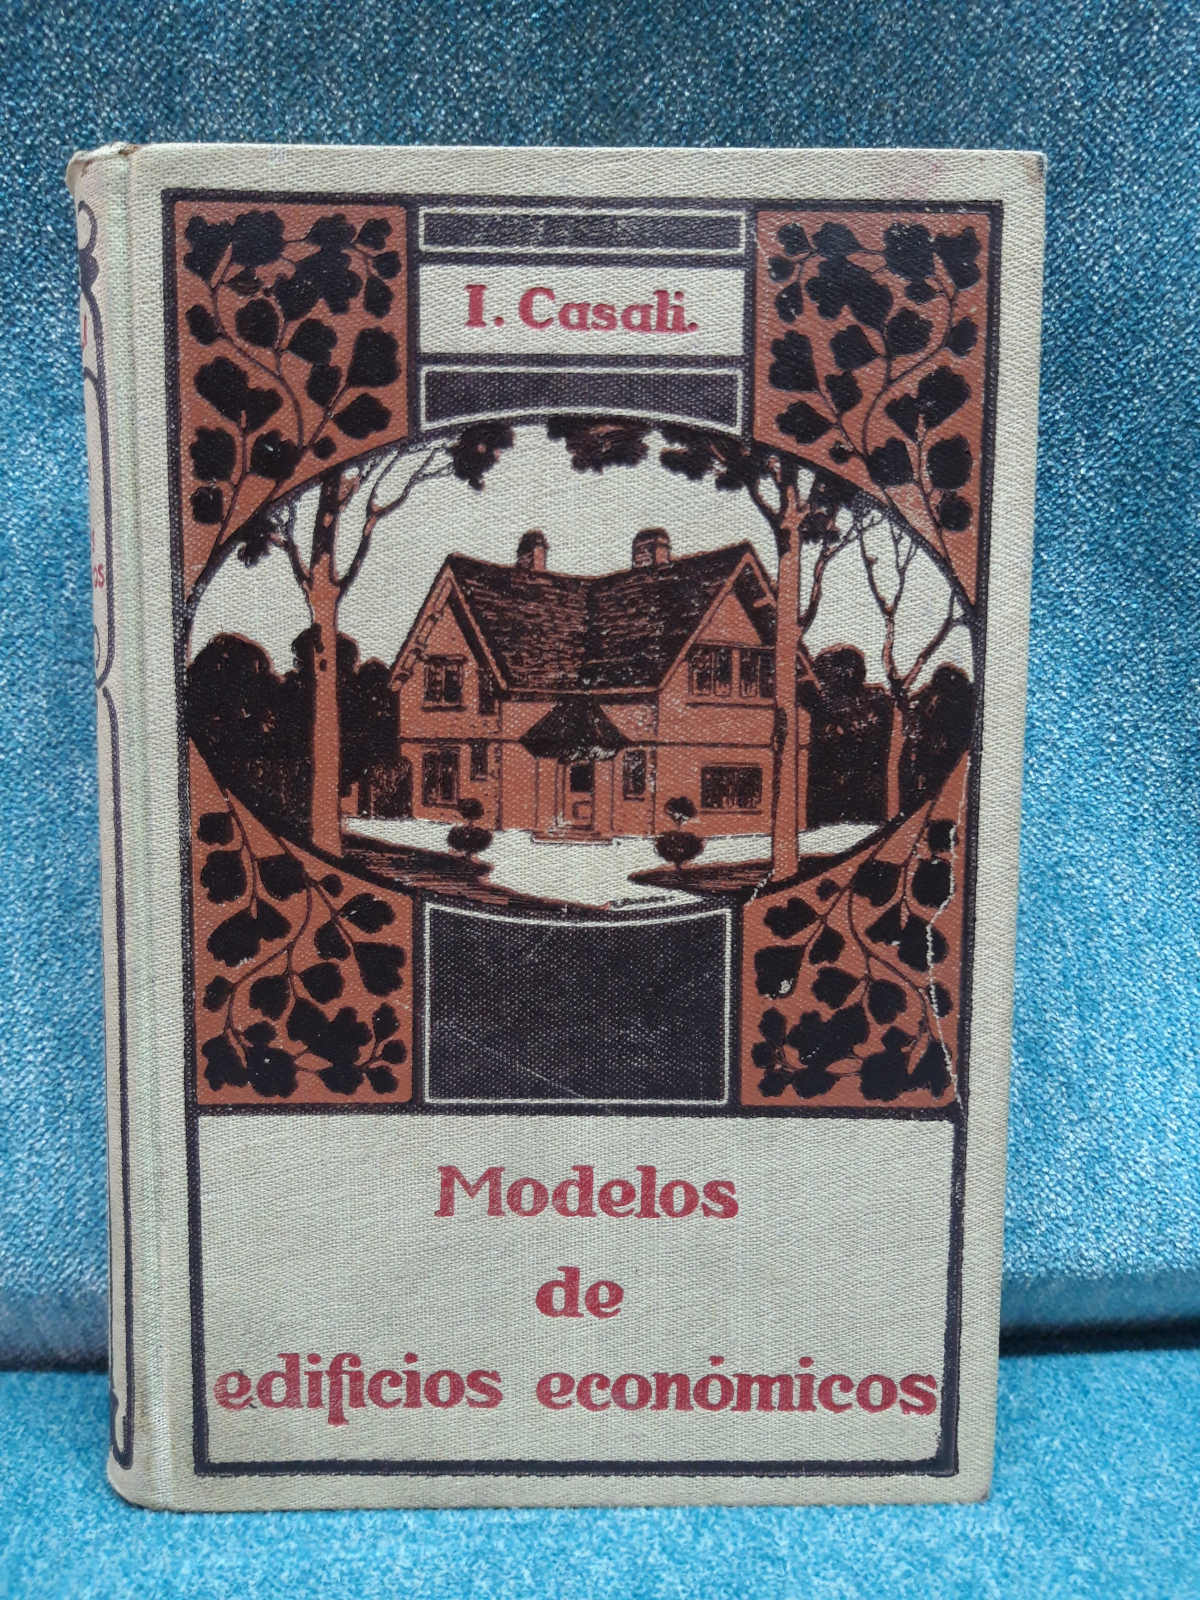 I. Casali.
Modelos
de
edificios económicos